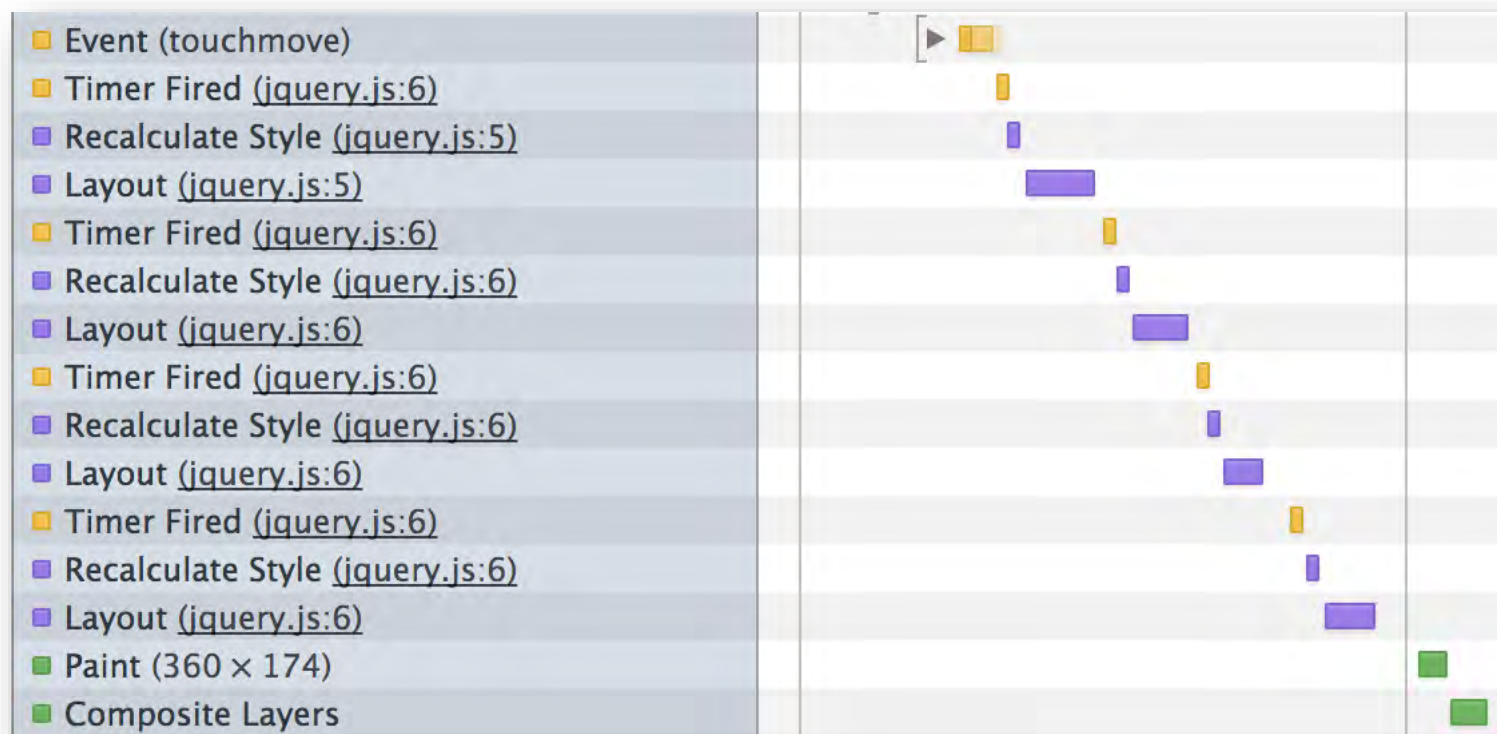 Event (touchmove)
Timer Fired (jquery.js:6)
Recalculate Style (jquery.js:5)
Layout (jquery.js:5)
Timer Fired (jquery.js:6)
Recalculate Style (jquery.js:6)
Layout (jquery.js:6)
Timer Fired (jquery.js:6)
Recalculate Style (jquery.js:6)
Layout (jquery.js:6)
Timer Fired (jquery.js:6)
Recalculate Style (jquery.js:6)
Layout (jquery.js:6)
Paint (360 × 174)
Composite Layers